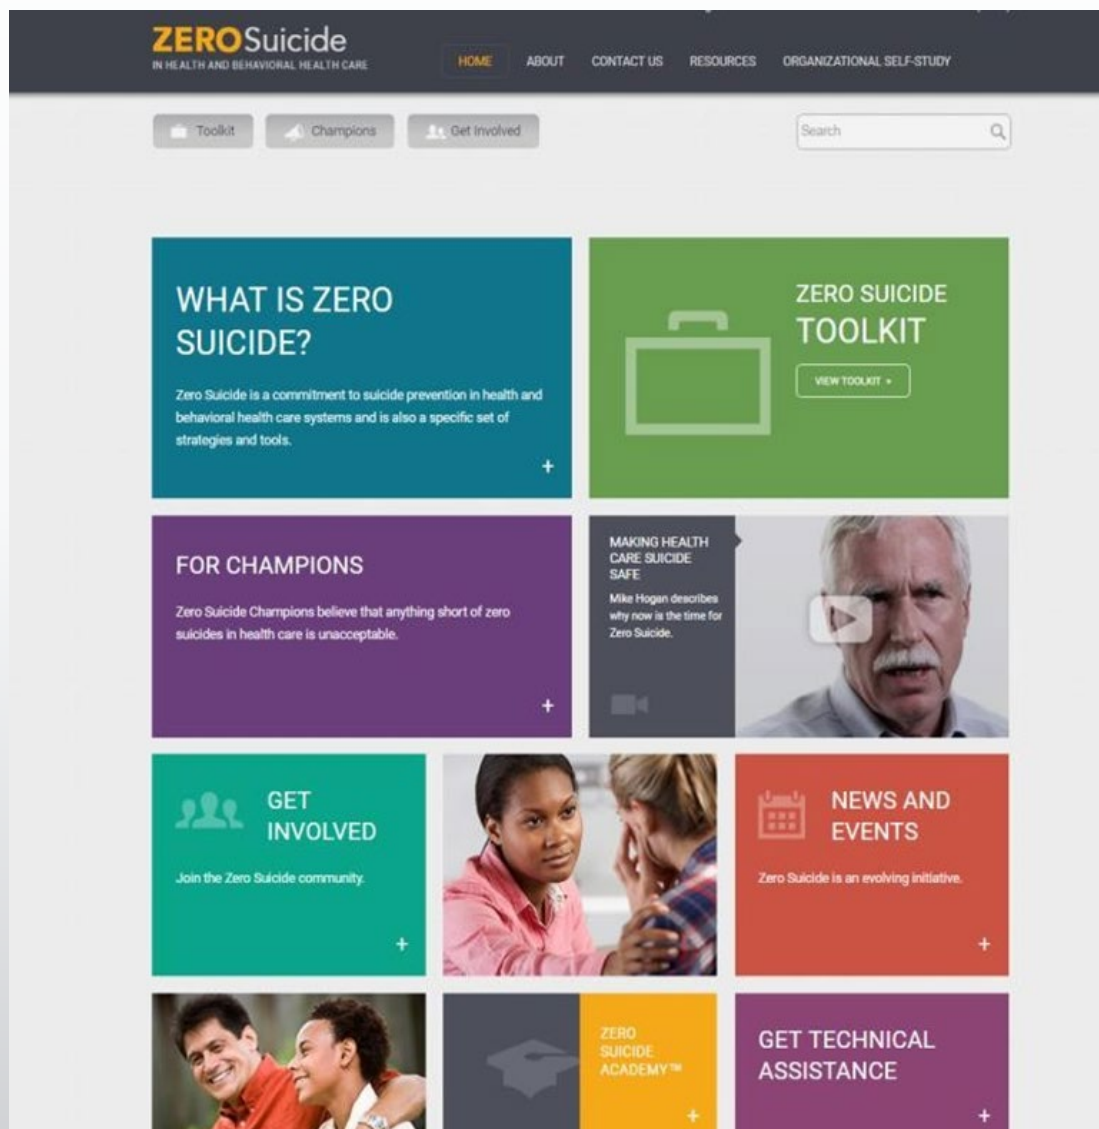 ZEROSuicide
IN HEALTH AND BEHAVIORAL HEALTH CARE
HOME ABOUT CONTACT US RESOURCES ORGANIZATIONAL SELF-STUDY
Toolkit Champions Get Involved Search
WHAT IS ZERO
SUICIDE?
Zero Suicide is a commitment to suicide prevention in health and
behavioral health care systems and is also a specific set of
strategies and tools.
+
ZERO SUICIDE
TOOLKIT
VIEW TOOLKIT »
FOR CHAMPIONS
Zero Suicide Champions believe that anything short of zero
suicides in health care is unacceptable.
+
MAKING HEALTH
CARE SUICIDE
SAFE
Mike Hogan describes
why now is the time for
Zero Suicide.
GET
INVOLVED
Join the Zero Suicide community.
+
NEWS AND
EVENTS
Zero Suicide is an evolving initiative.
+
ZERO
SUICIDE
ACADEMY™
+
GET TECHNICAL
ASSISTANCE
+